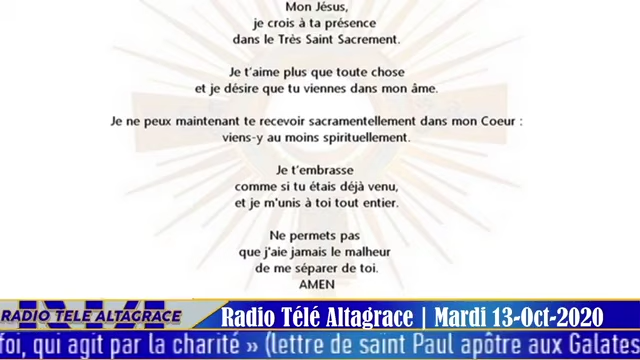 Mon Jésus,
je crois à ta présence
dans le Très Saint Sacrement.
Je t'aime plus que toute chose
et je désire que tu viennes dans mon âme.
Je ne peux maintenant te recevoir sacramentellement dans mon Coeur :
viens-y au moins spirituellement.
Je t'embrasse
comme si tu étais déjà venu,
et je m'unis à toi tout entier.
Ne permets pas
que j'aie jamais le malheur
de me séparer de toi.
AMEN
RADIO TELE ALTAGRACE
Radio Télé Altagrace | Mardi 13-Oct-2020
foi, qui agit par la charité » (lettre de saint Paul apôtre aux Galates